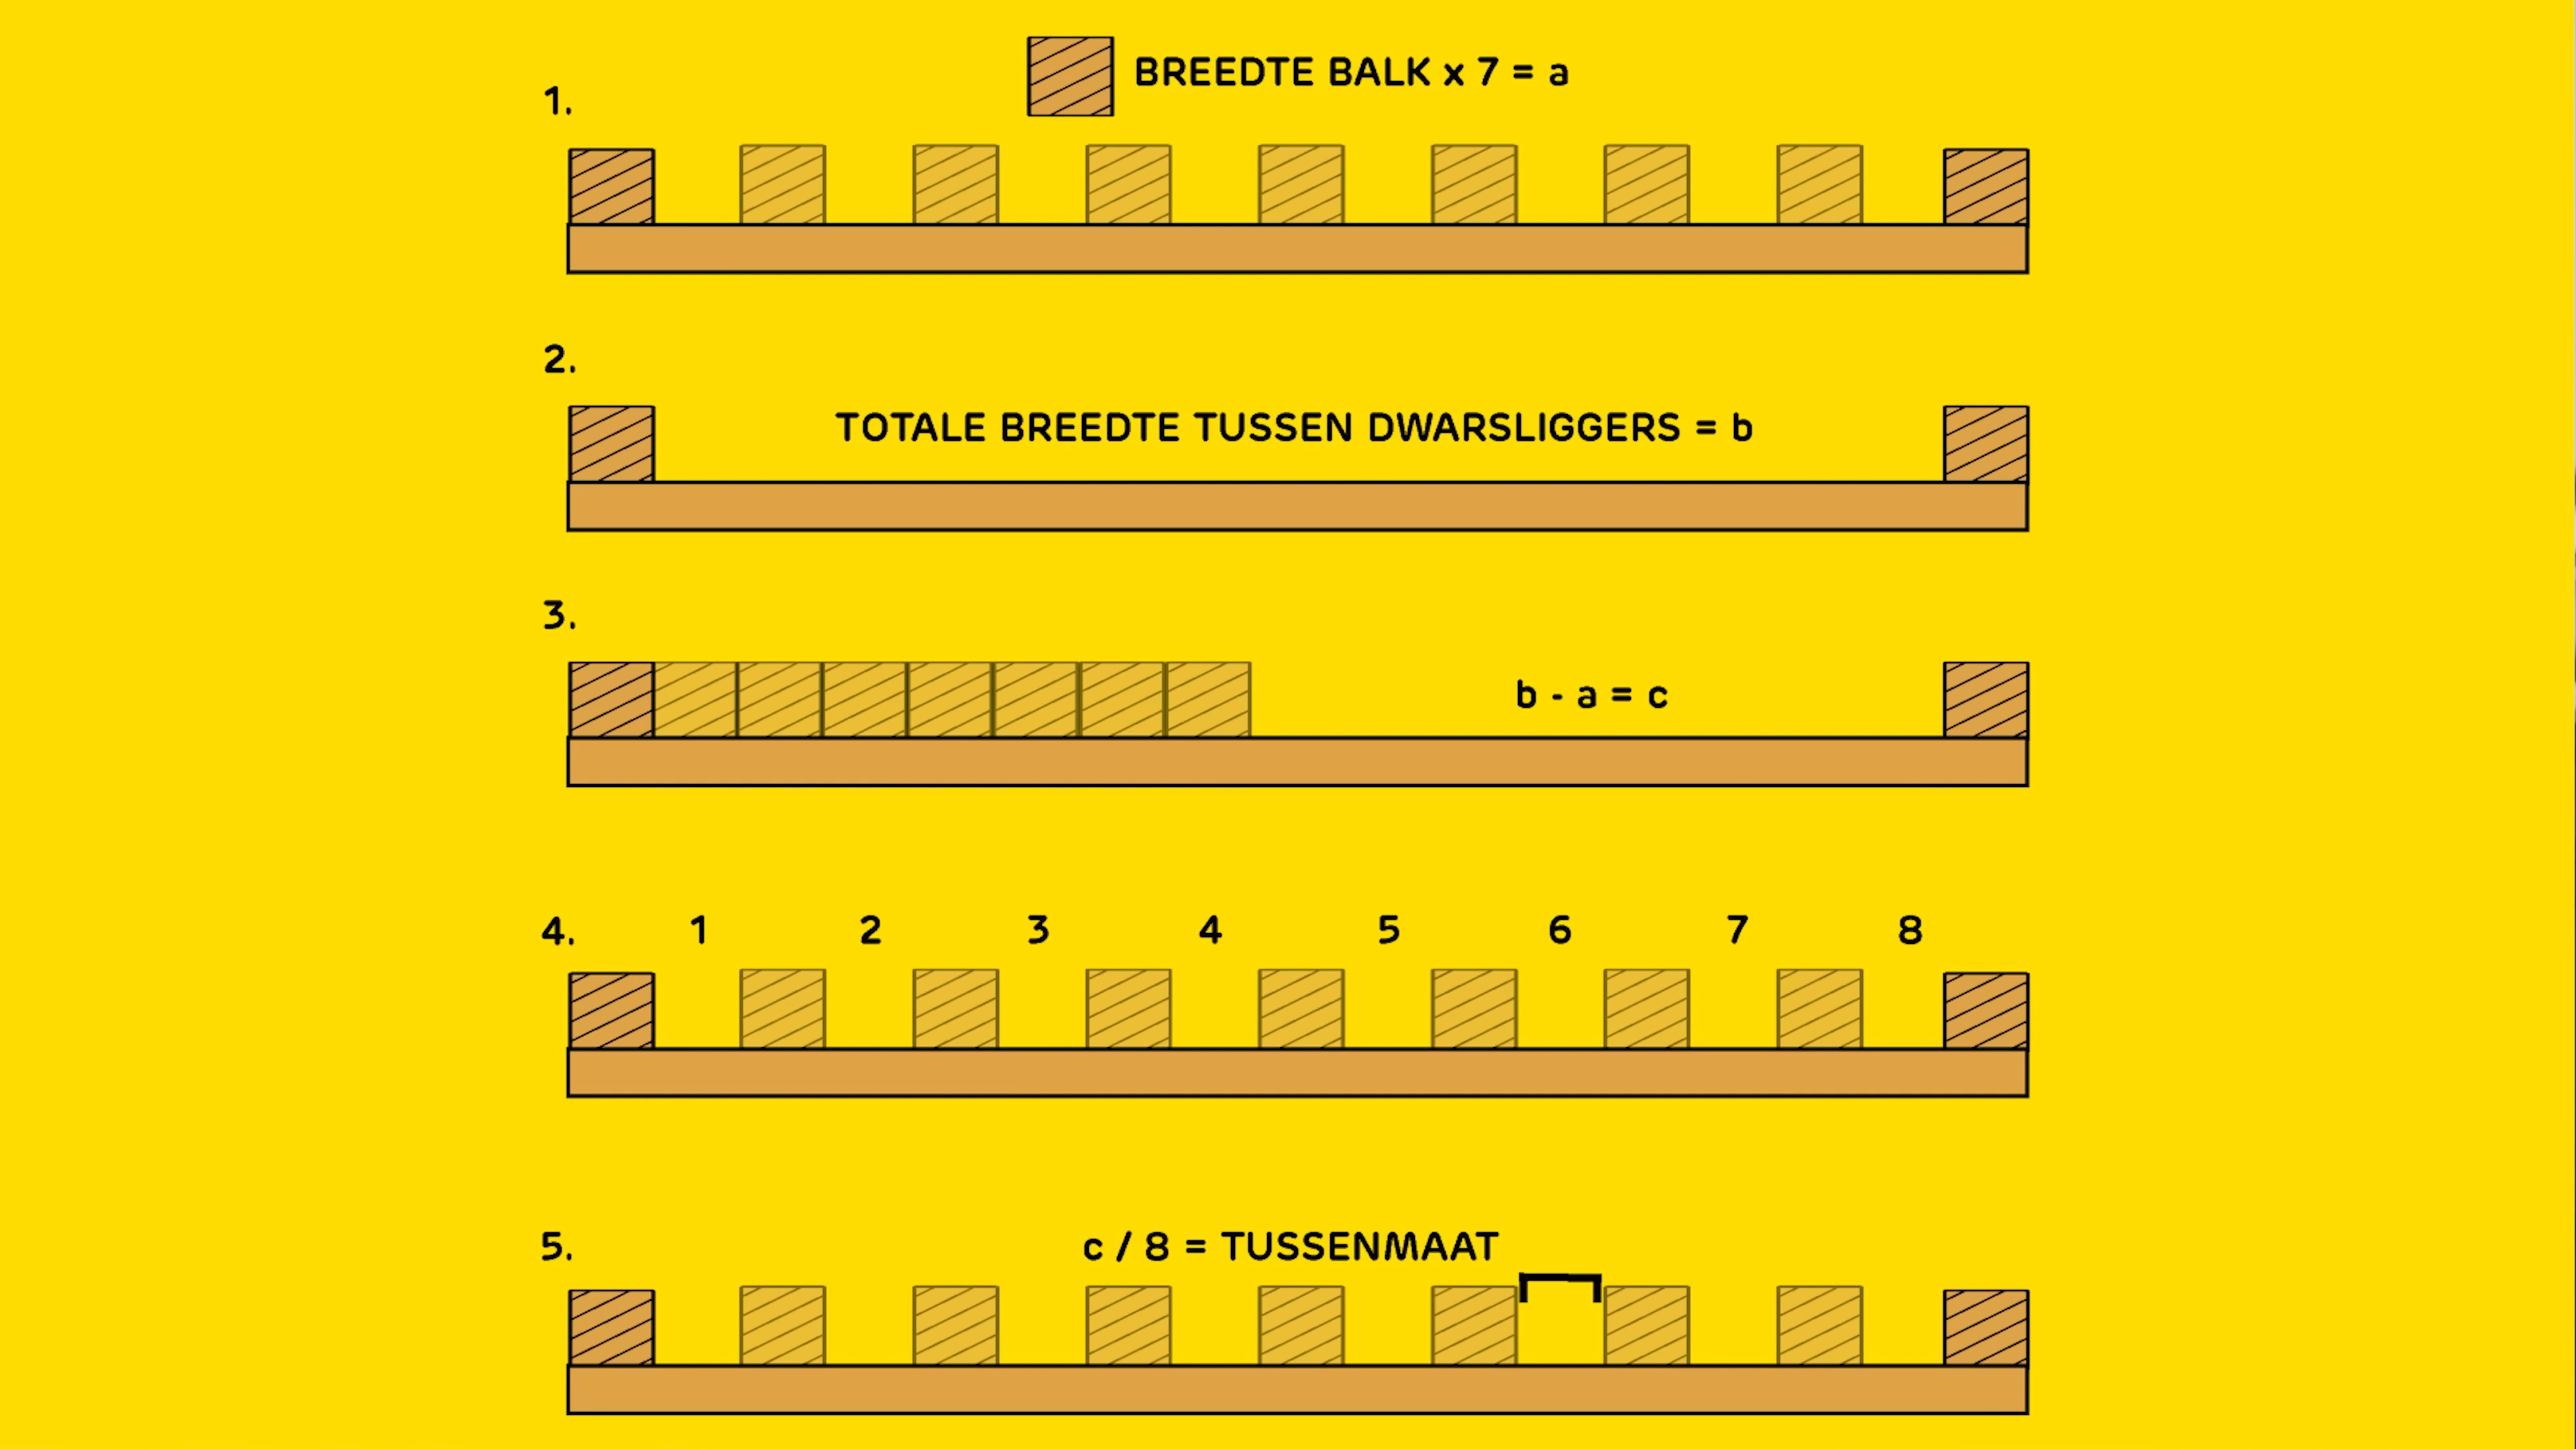 1.
BREEDTE BALK x 7 = a
2.
TOTALE BREEDTE TUSSEN DWARSLIGGERS = b
3.
b - a = c
4. 1 2 3 4 5 6 7 8
5.
c / 8 = TUSSENMAAT